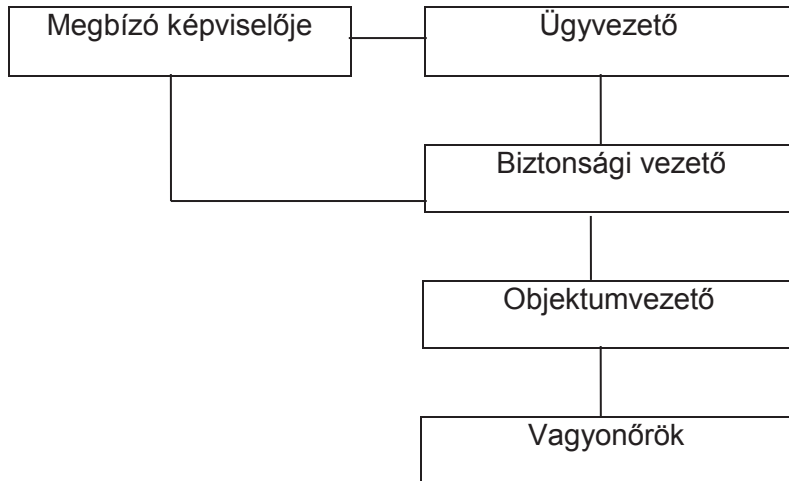 Megbízó képviselője
Ügyvezető
Biztonsági vezető
Objektumvezető
Vagyonőrök